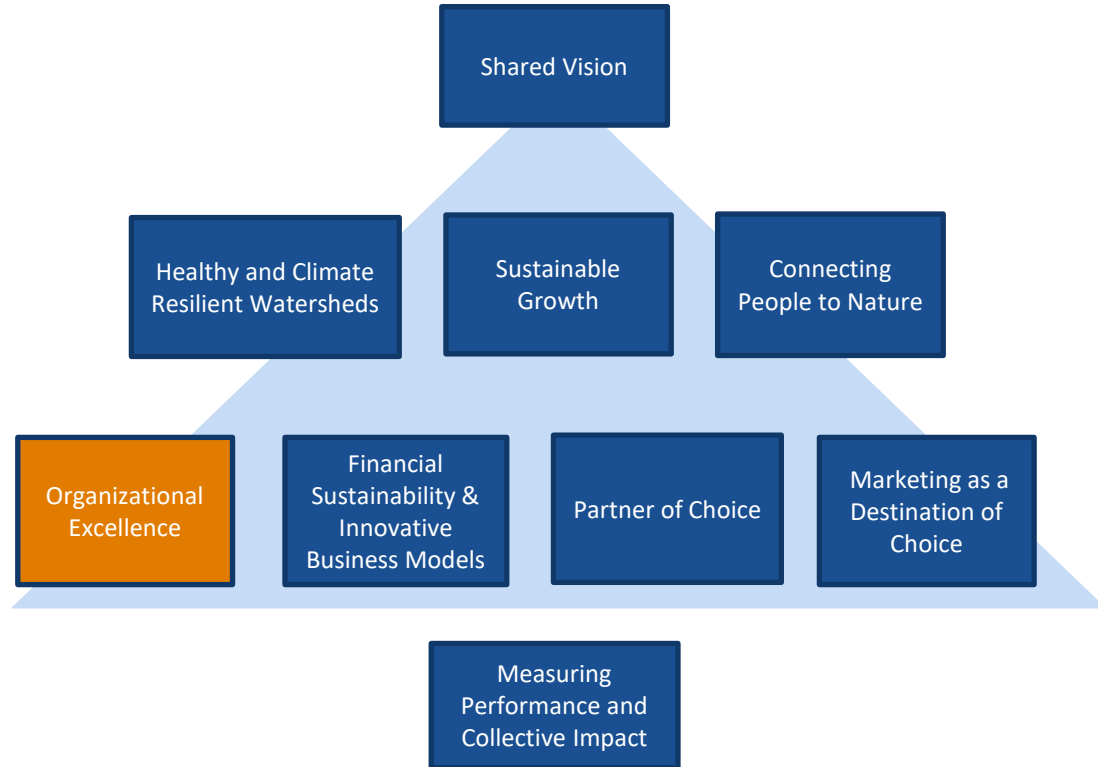 Shared Vision
Healthy and Climate
Resilient Watersheds
Sustainable
Growth
Connecting
People to Nature
Organizational
Excellence
Financial
Sustainability &
Innovative
Business Models
Partner of Choice
Marketing as a
Destination of
Choice
Measuring
Performance and
Collective Impact